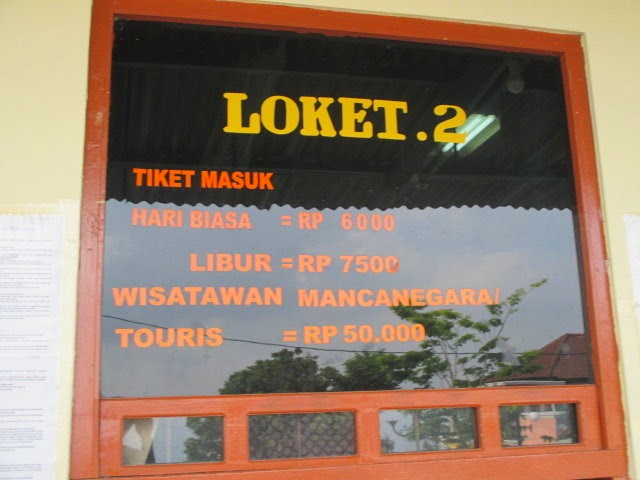 LOKET.2
TIKET MASUK
HARI BIASA = RP 6000
LIBUR = RP 7500
WISATAWAN MANCANEGARA/
TOURIS = RP 50.000